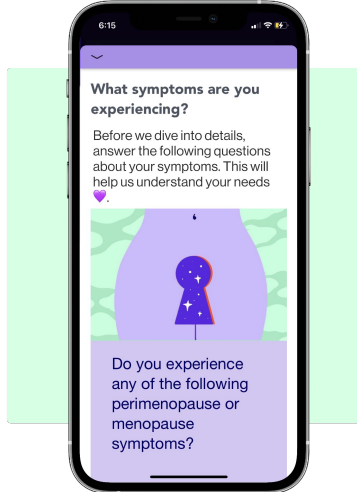 6:15
What symptoms are you
experiencing?
Before we dive into details,
answer the following questions
about your symptoms. This will
help us understand your needs
💜.
Do you experience
any of the following
perimenopause or
menopause
symptoms?